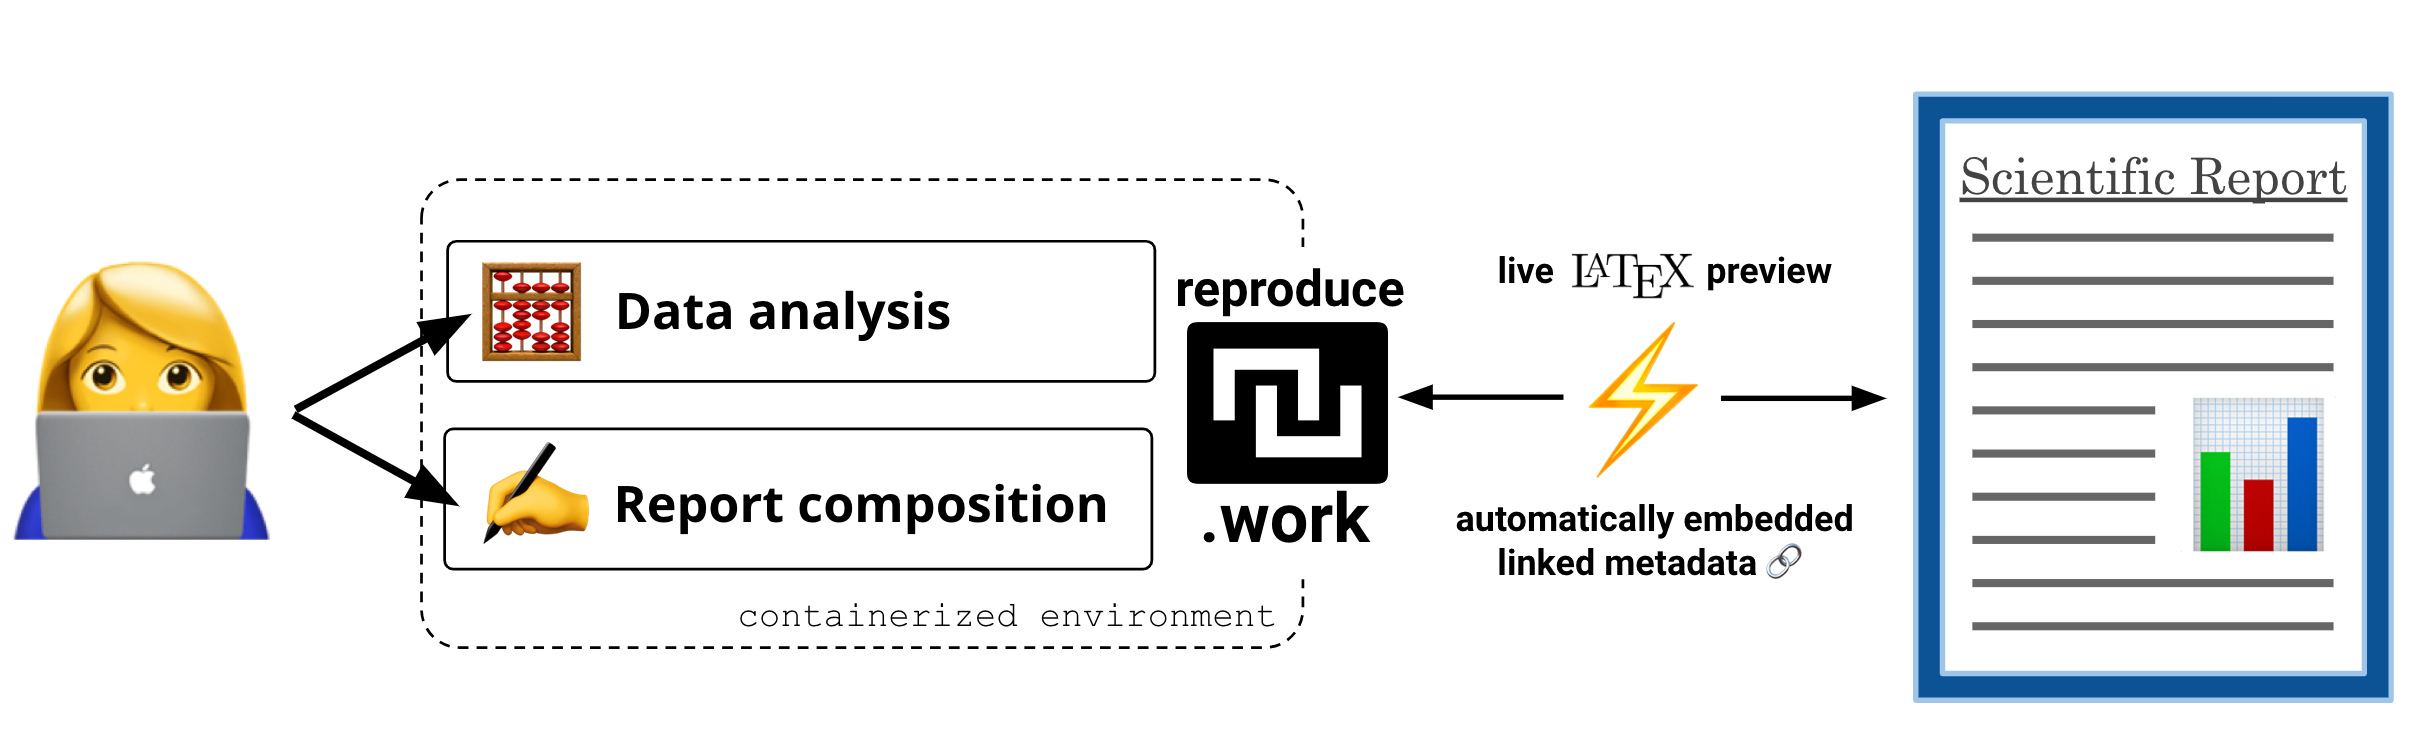 Data analysis
Report composition
containerized environment
reproduce
.work
live LATEX preview
automatically embedded
linked metadata
Scientific Report